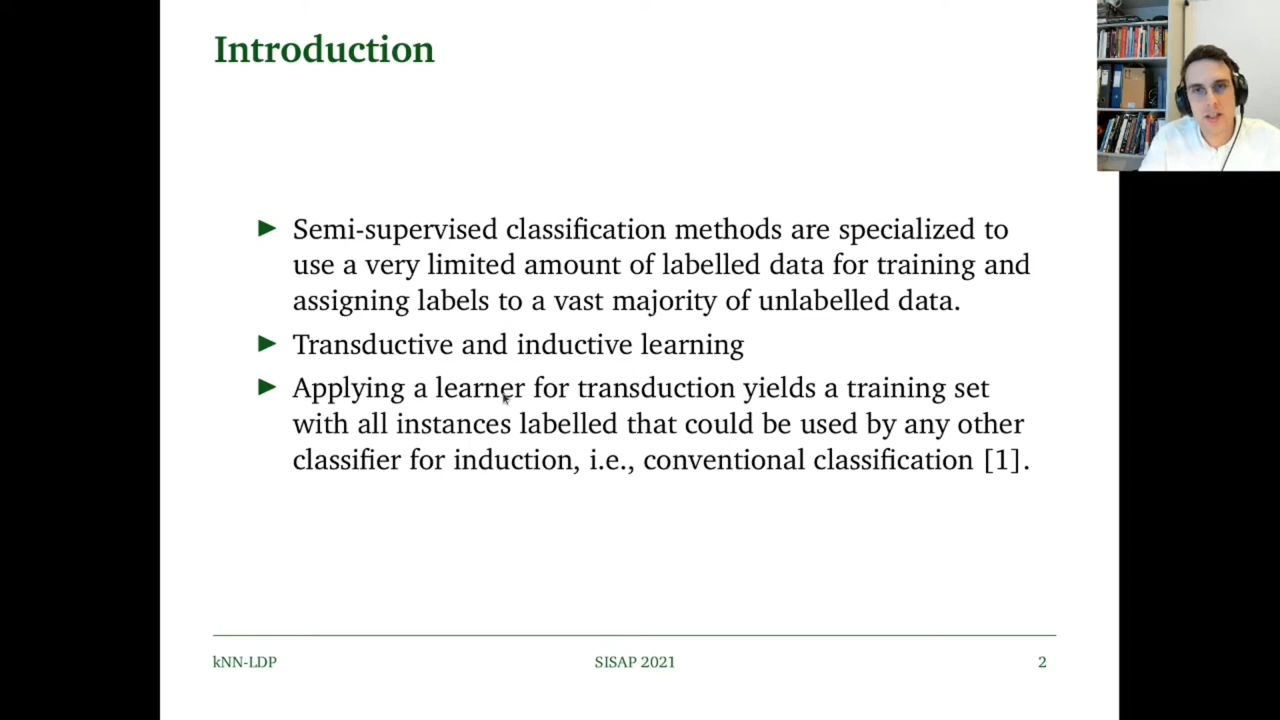 Introduction
Semi-supervised classification methods are specialized to
use a very limited amount of labelled data for training and
assigning labels to a vast majority of unlabelled data.
Transductive and inductive learning
Applying a learner for transduction yields a training set
with all instances labelled that could be used by any other
classifier for induction, i.e., conventional classification [1].
kNN-LDP
SISAP 2021
2